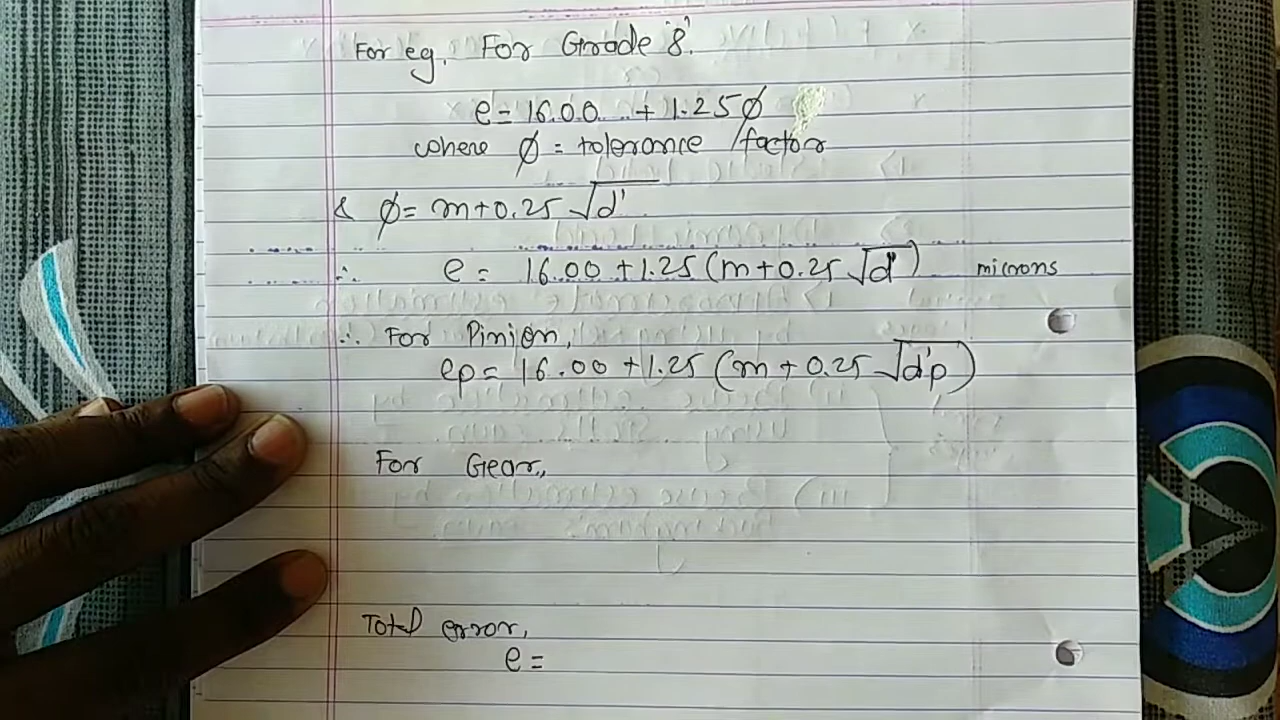 For eg. For Grade '8'.
e = 16.00 + 1.25 ϕ
where ϕ = tolerance factor
& ϕ = m + 0.25 √d'
∴ e = 16.00 + 1.25 (m + 0.25 √d') microns
∴ For Pinion,
ep = 16.00 + 1.25 (m + 0.25 √d'p)
For Gear,
Total error,
e =